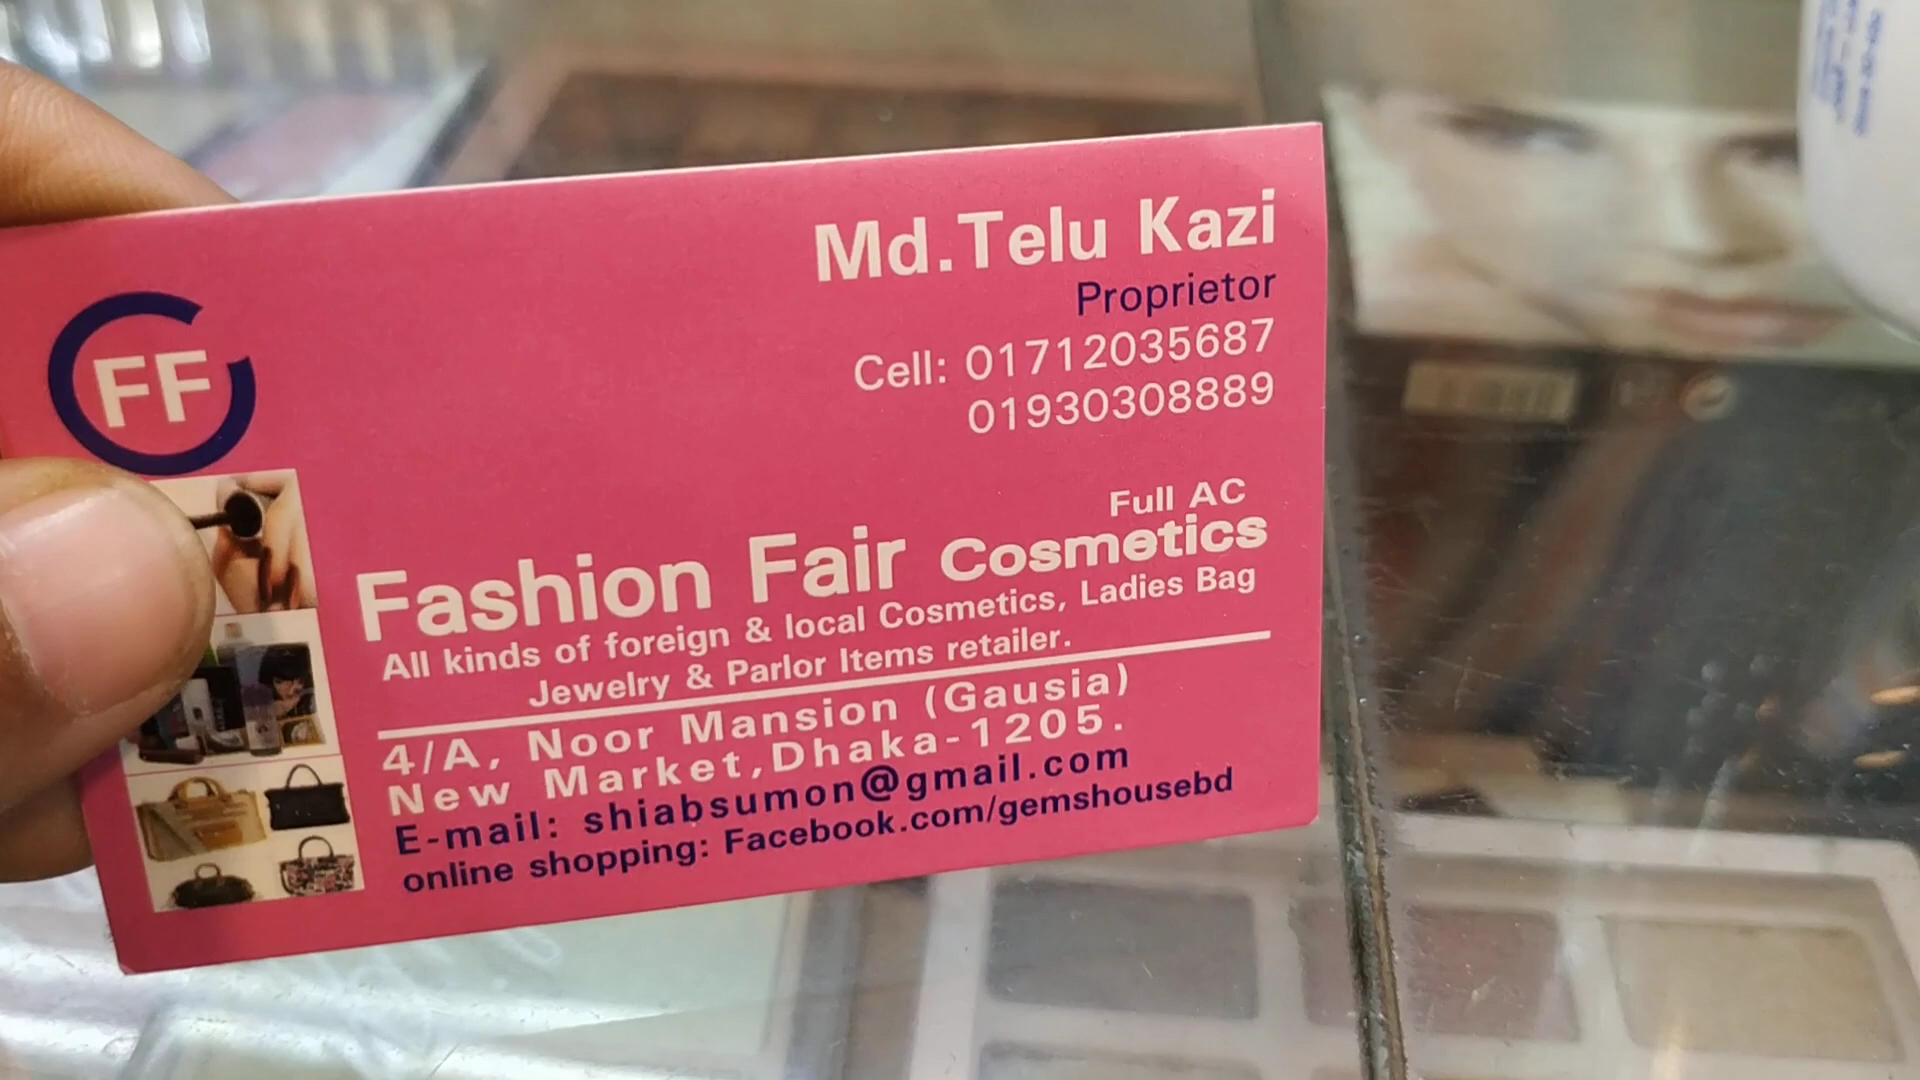 Md.Telu Kazi
Proprietor
Cell: 01712035687
01930308889
FF
Full AC
Fashion Fair Cosmetics
All kinds of foreign & local Cosmetics, Ladies Bag
Jewelry & Parlor Items retailer.
4/A, Noor Mansion (Gausia)
New Market,Dhaka-1205.
E-mail: shiabsumon@gmail.com
online shopping: Facebook.com/gemshousebd